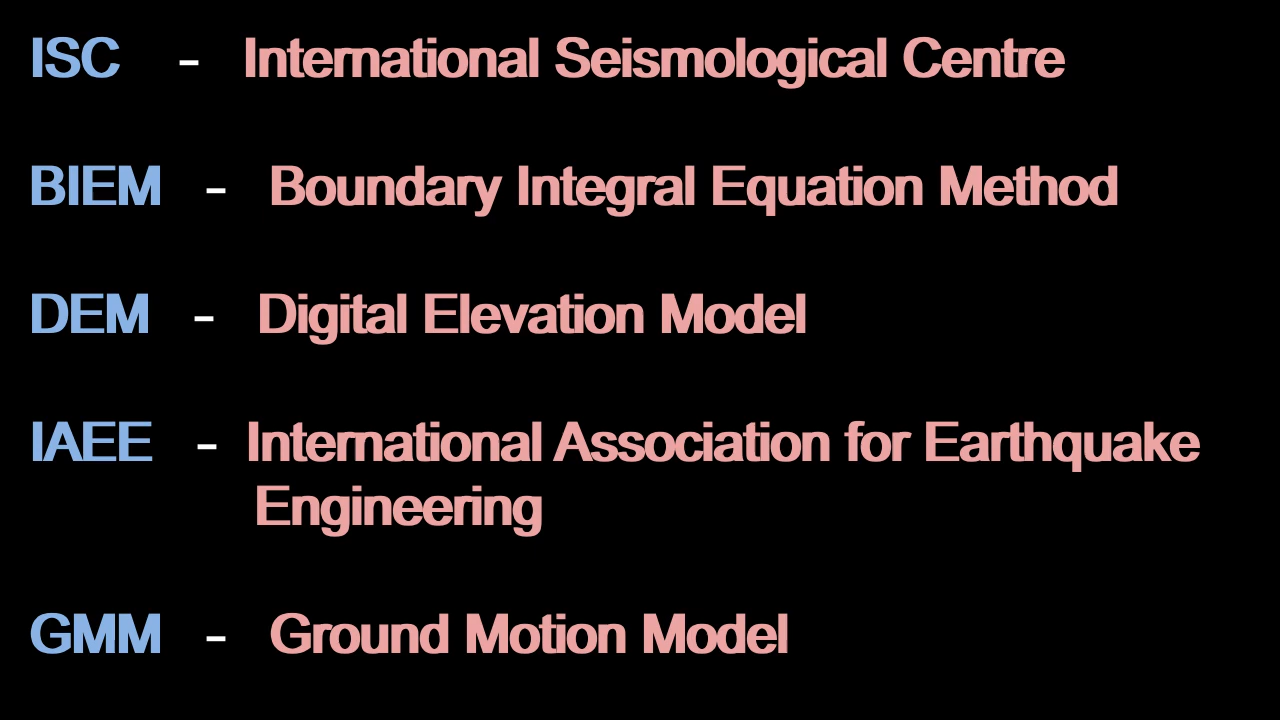 ISC - International Seismological Centre
BIEM - Boundary Integral Equation Method
DEM - Digital Elevation Model
IAEE - International Association for Earthquake
Engineering
GMM - Ground Motion Model